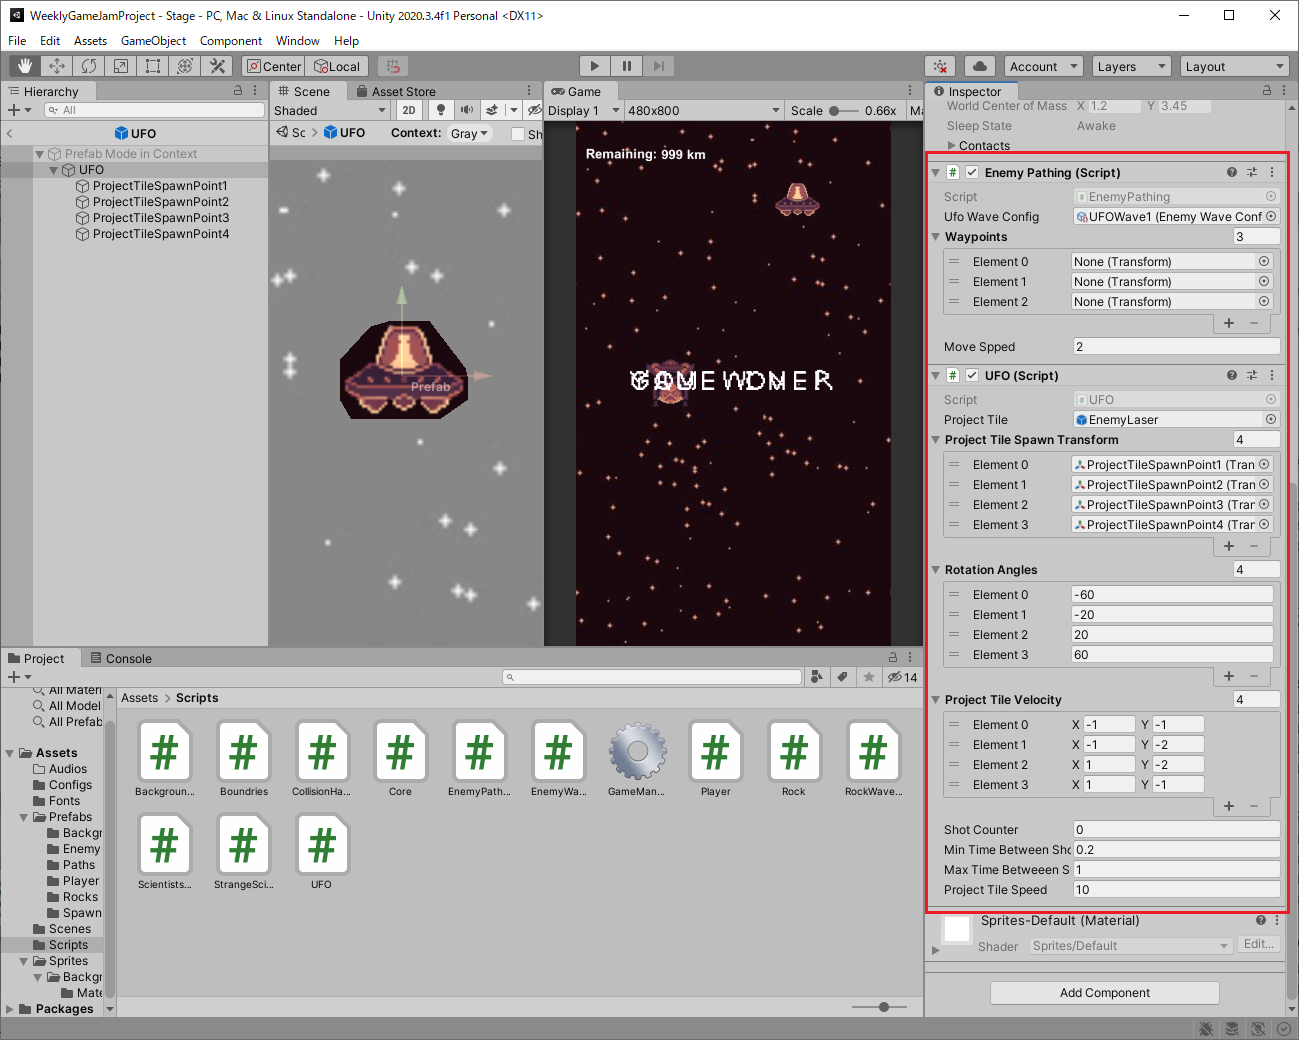 WeeklyGameJamProject - Stage - PC, Mac & Linux Standalone - Unity 2020.3.4f1 Personal <DX11>
File Edit Assets GameObject Component Window Help
Center Local Account Layers Layout
Hierarchy
All
UFO
Prefab Mode in Context
UFO
ProjectTileSpawnPoint1
ProjectTileSpawnPoint2
ProjectTileSpawnPoint3
ProjectTileSpawnPoint4
Scene Asset Store
Shaded 2D
Sc UFO Context: Gray Sh
Prefab
Game
Display 1 480x800 Scale 0.66x Ma
Remaining: 999 km
Inspector
World Center of Mass X 1.2 Y 3.45
Sleep State Awake
Contacts
Enemy Pathing (Script)
Script EnemyPathing
Ufo Wave Config UFOWave1 (Enemy Wave Conf
Waypoints 3
Element 0 None (Transform)
Element 1 None (Transform)
Element 2 None (Transform)
+ −
Move Spped 2
UFO (Script)
Script UFO
Project Tile EnemyLaser
Project Tile Spawn Transform 4
Element 0 ProjectTileSpawnPoint1 (Tran
Element 1 ProjectTileSpawnPoint2 (Tran
Element 2 ProjectTileSpawnPoint3 (Tran
Element 3 ProjectTileSpawnPoint4 (Tran
+ −
Rotation Angles 4
Element 0 -60
Element 1 -20
Element 2 20
Element 3 60
+ −
Project Tile Velocity 4
Element 0 X -1 Y -1
Element 1 X -1 Y -2
Element 2 X 1 Y -2
Element 3 X 1 Y -1
+ −
Shot Counter 0
Min Time Between Sho 0.2
Max Time Betweeen S 1
Project Tile Speed 10
Sprites-Default (Material)
Shader Sprites/Default Edit...
Add Component
Project Console
14
All Materi
All Model
All Prefab
Assets
Audios
Configs
Fonts
Prefabs
Backgr
Enemy
Paths
Player
Rocks
Spawn
Scenes
Scripts
Sprites
Backgr
Mate
Packages
Assets > Scripts
Backgroun... Boundries CollisionHa... Core EnemyPath... EnemyWa... GameMan... Player Rock RockWave...
Scientists... StrangeSci... UFO